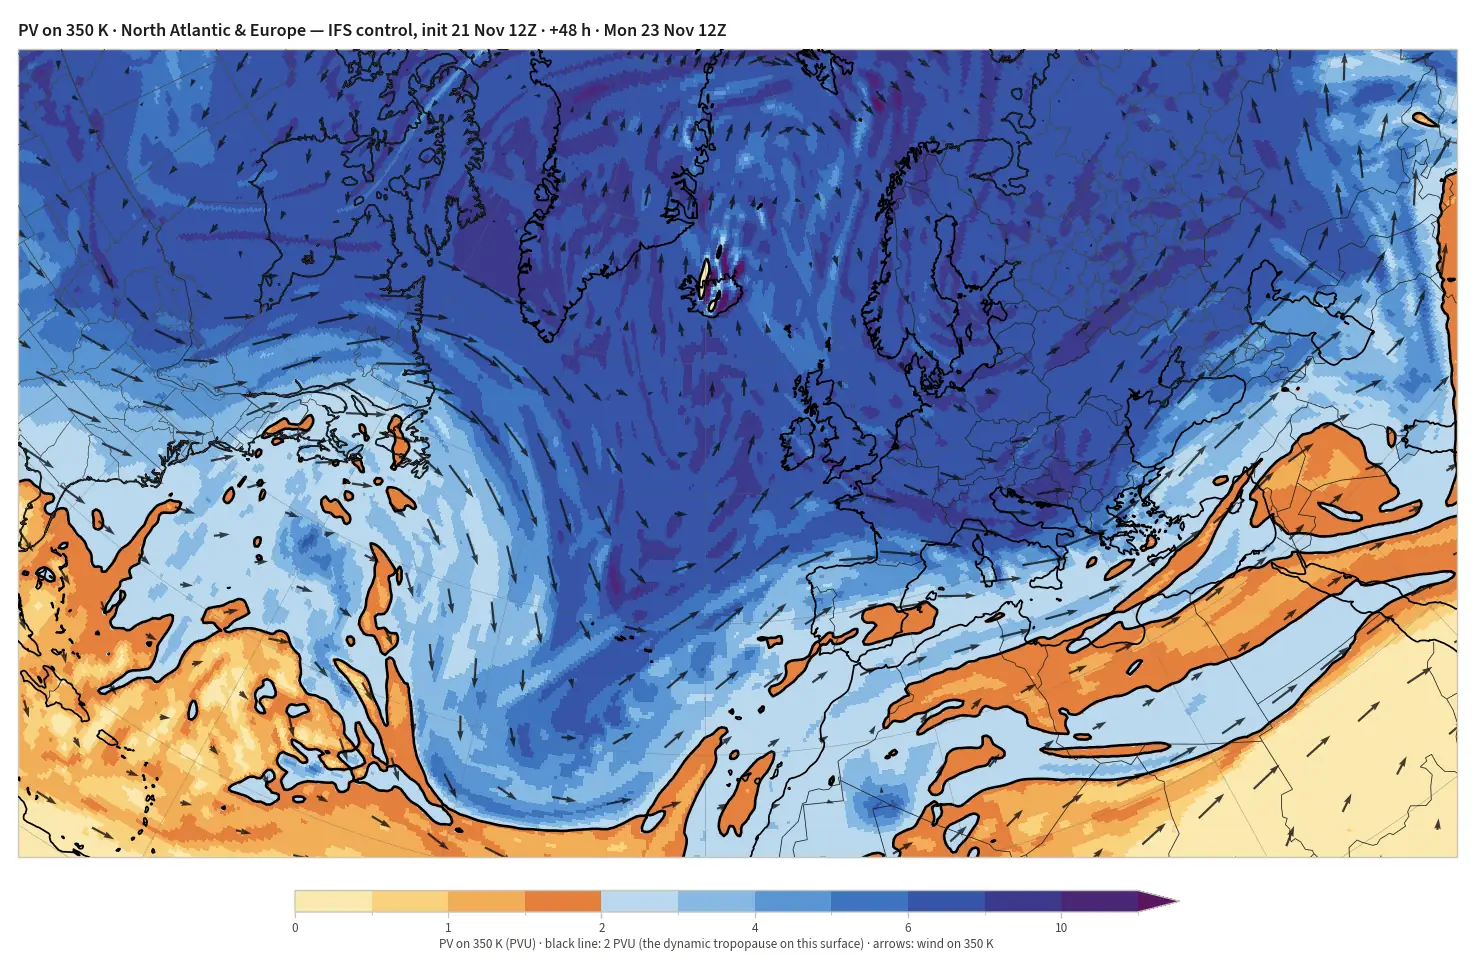 PV on 350 K · North Atlantic & Europe — IFS control, init 21 Nov 12Z · +48 h · Mon 23 Nov 12Z
0 1 2 4 6 10
PV on 350 K (PVU) · black line: 2 PVU (the dynamic tropopause on this surface) · arrows: wind on 350 K